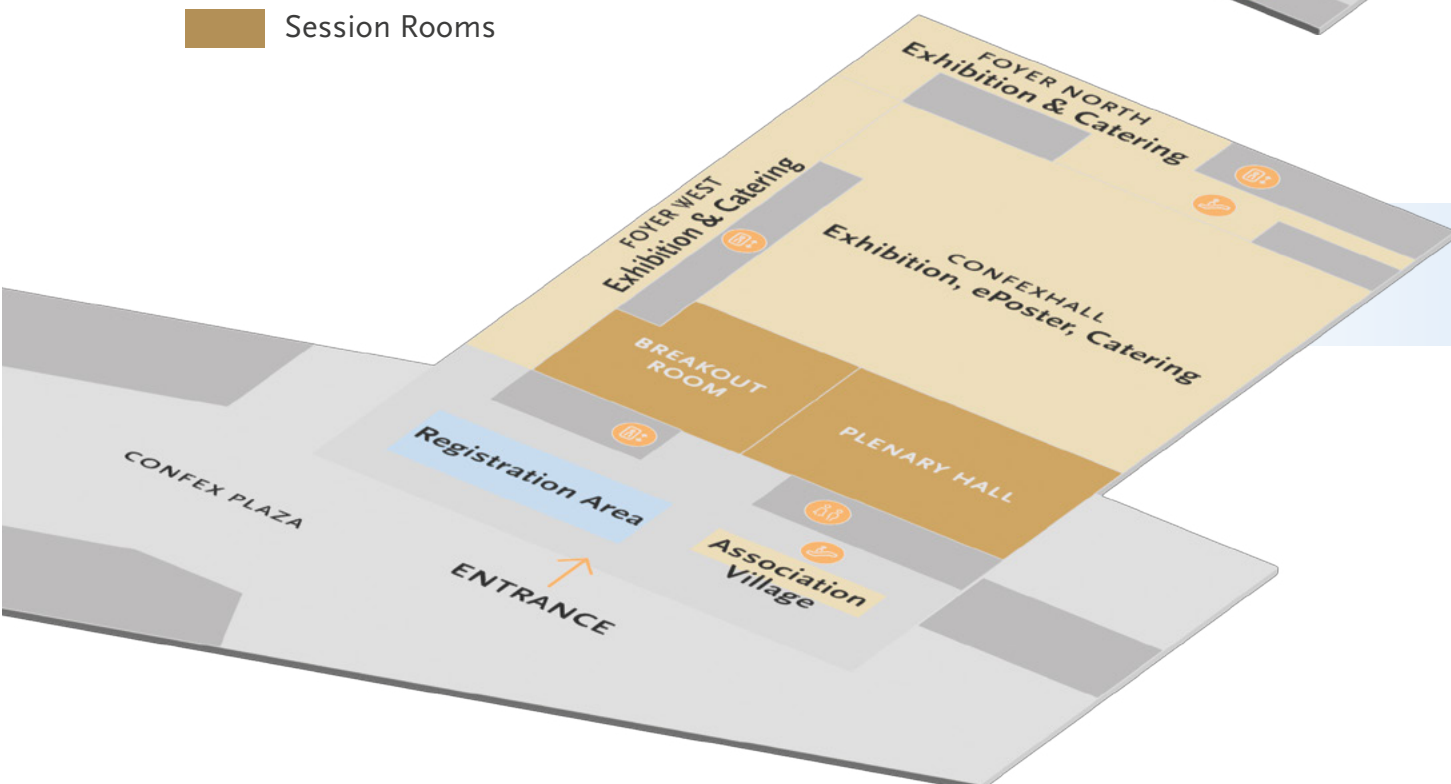 Session Rooms
FOYER NORTH
Exhibition & Catering
FOYER WEST
Exhibition & Catering
CONFEXHALL
Exhibition, ePoster, Catering
BREAKOUT
ROOM
PLENARY HALL
Registration Area
CONFEX PLAZA
Association
Village
ENTRANCE